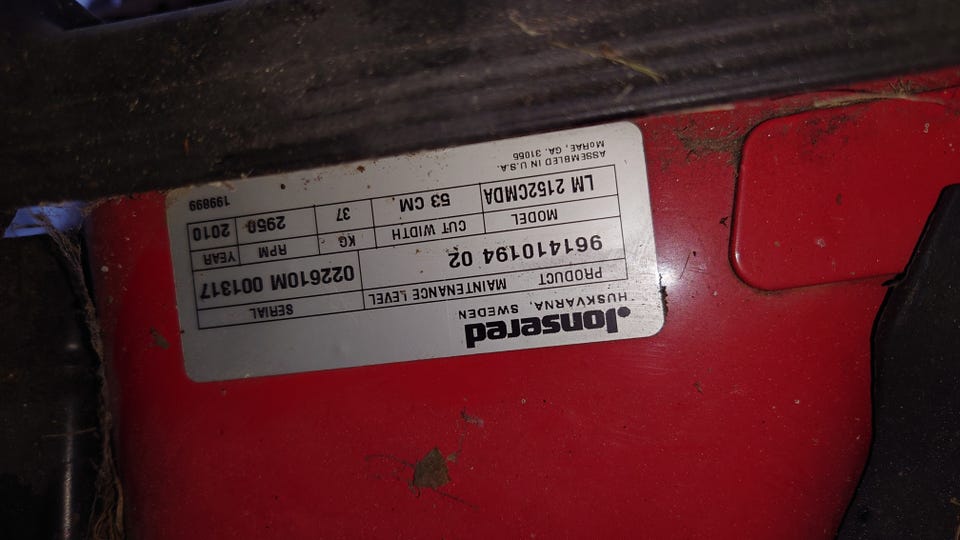 Jonsered
HUSKVARNA, SWEDEN
PRODUCT MAINTENANCE LEVEL SERIAL
961410194 02 022610M 001317
MODEL CUT WIDTH KG RPM YEAR
LM 2152CMDA 53 CM 37 2950 2010
ASSEMBLED IN U.S.A.
McRAE, GA. 31055
199899